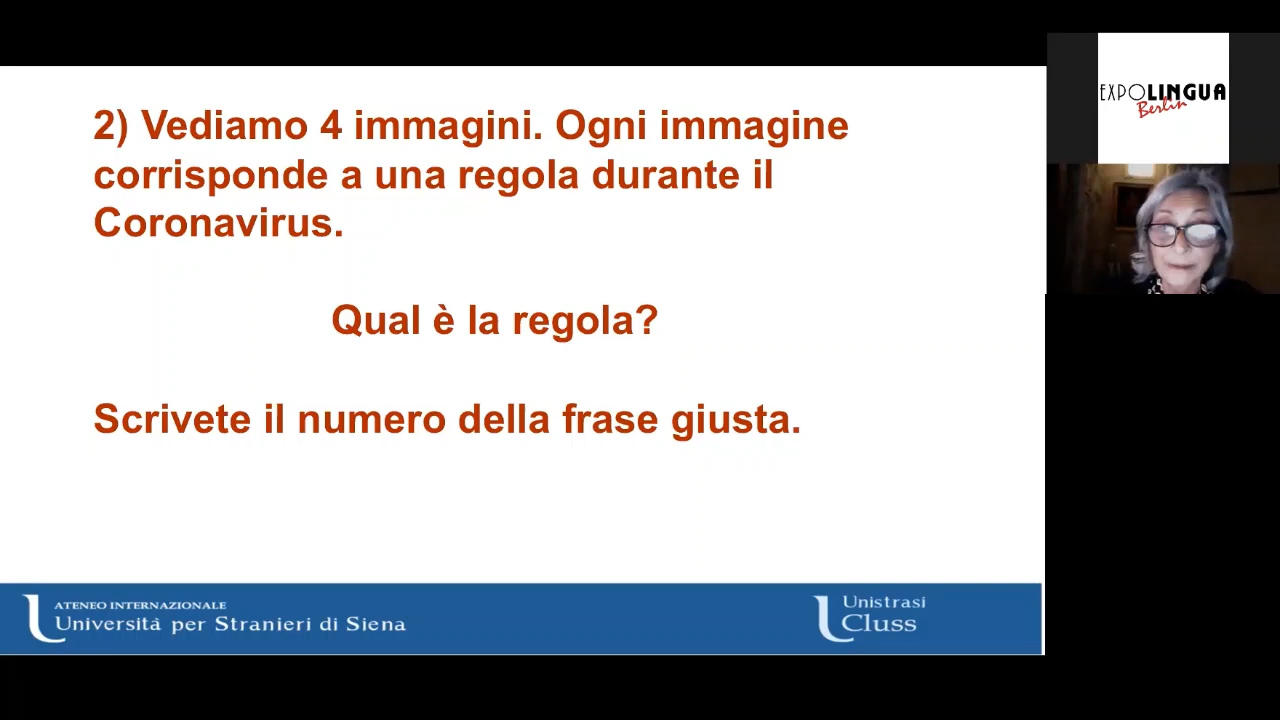 2) Vediamo 4 immagini. Ogni immagine
corrisponde a una regola durante il
Coronavirus.
Qual è la regola?
Scrivete il numero della frase giusta.
ATENEO INTERNAZIONALE
Università per Stranieri di Siena
Unistrasi
Cluss
EXPOLINGUA
Berlin